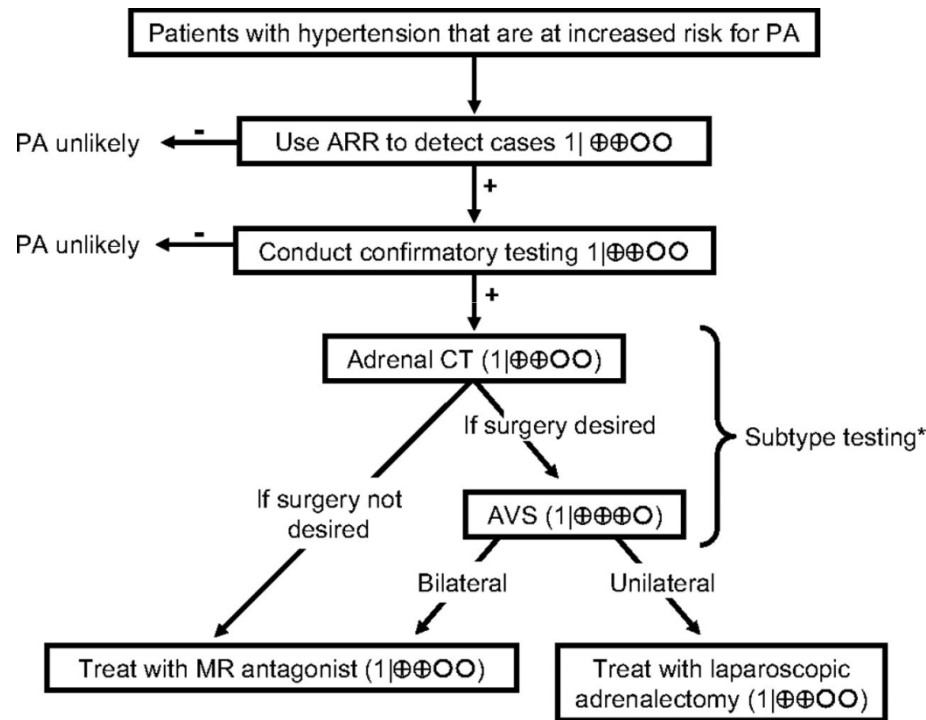 Patients with hypertension that are at increased risk for PA
PA unlikely
-
Use ARR to detect cases 1| ⊕⊕○○
+
PA unlikely
-
Conduct confirmatory testing 1|⊕⊕○○
+
Adrenal CT (1|⊕⊕○○)
If surgery desired
Subtype testing*
If surgery not
desired
AVS (1|⊕⊕⊕○)
Bilateral
Unilateral
Treat with MR antagonist (1|⊕⊕○○)
Treat with laparoscopic
adrenalectomy (1|⊕⊕○○)